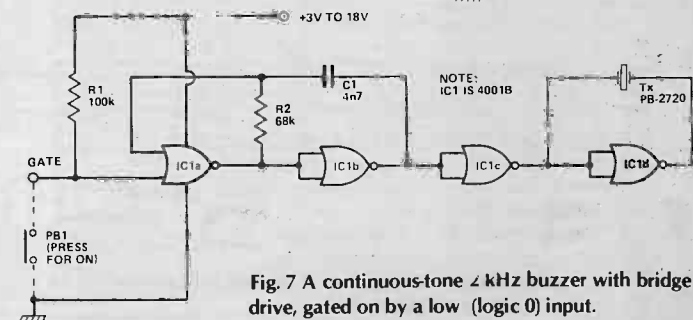 +3V TO 18V
R1
100k
C1
4n7
NOTE:
IC1 IS 4001B
Tx
PB-2720
R2
68k
GATE
IC1a
IC1b
IC1c
IC1d
PB1
(PRESS
FOR ON)
Fig. 7 A continuous-tone kHz buzzer with bridge
drive, gated on by a low (logic 0) input.